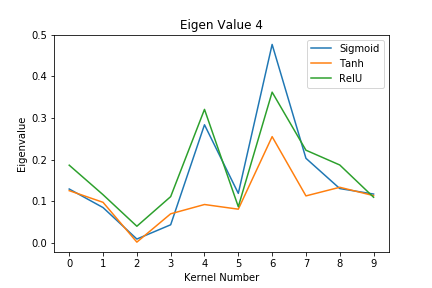 Eigen Value 4
Sigmoid
Tanh
RelU
Eigenvalue
0.5
0.4
0.3
0.2
0.1
0.0
0 1 2 3 4 5 6 7 8 9
Kernel Number